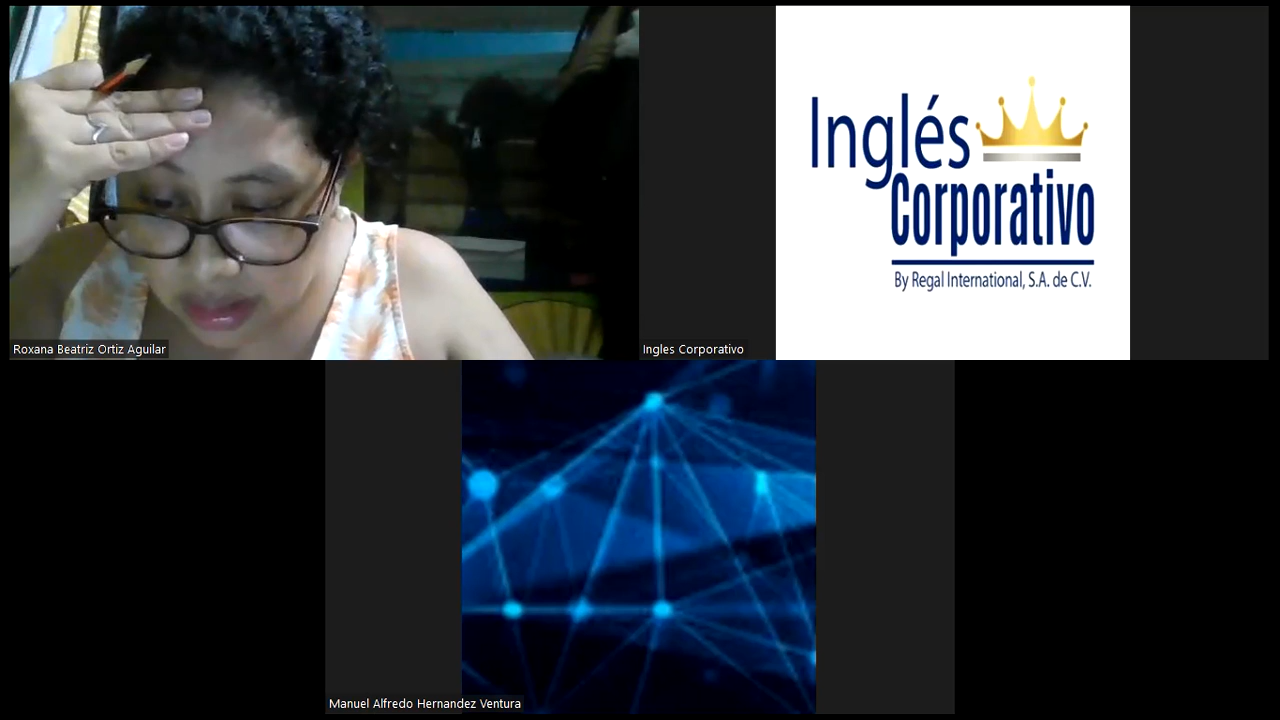 Inglés
Corporativo
By Regal International, S.A. de C.V.
Roxana Beatriz Ortiz Aguilar
Ingles Corporativo
Manuel Alfredo Hernandez Ventura